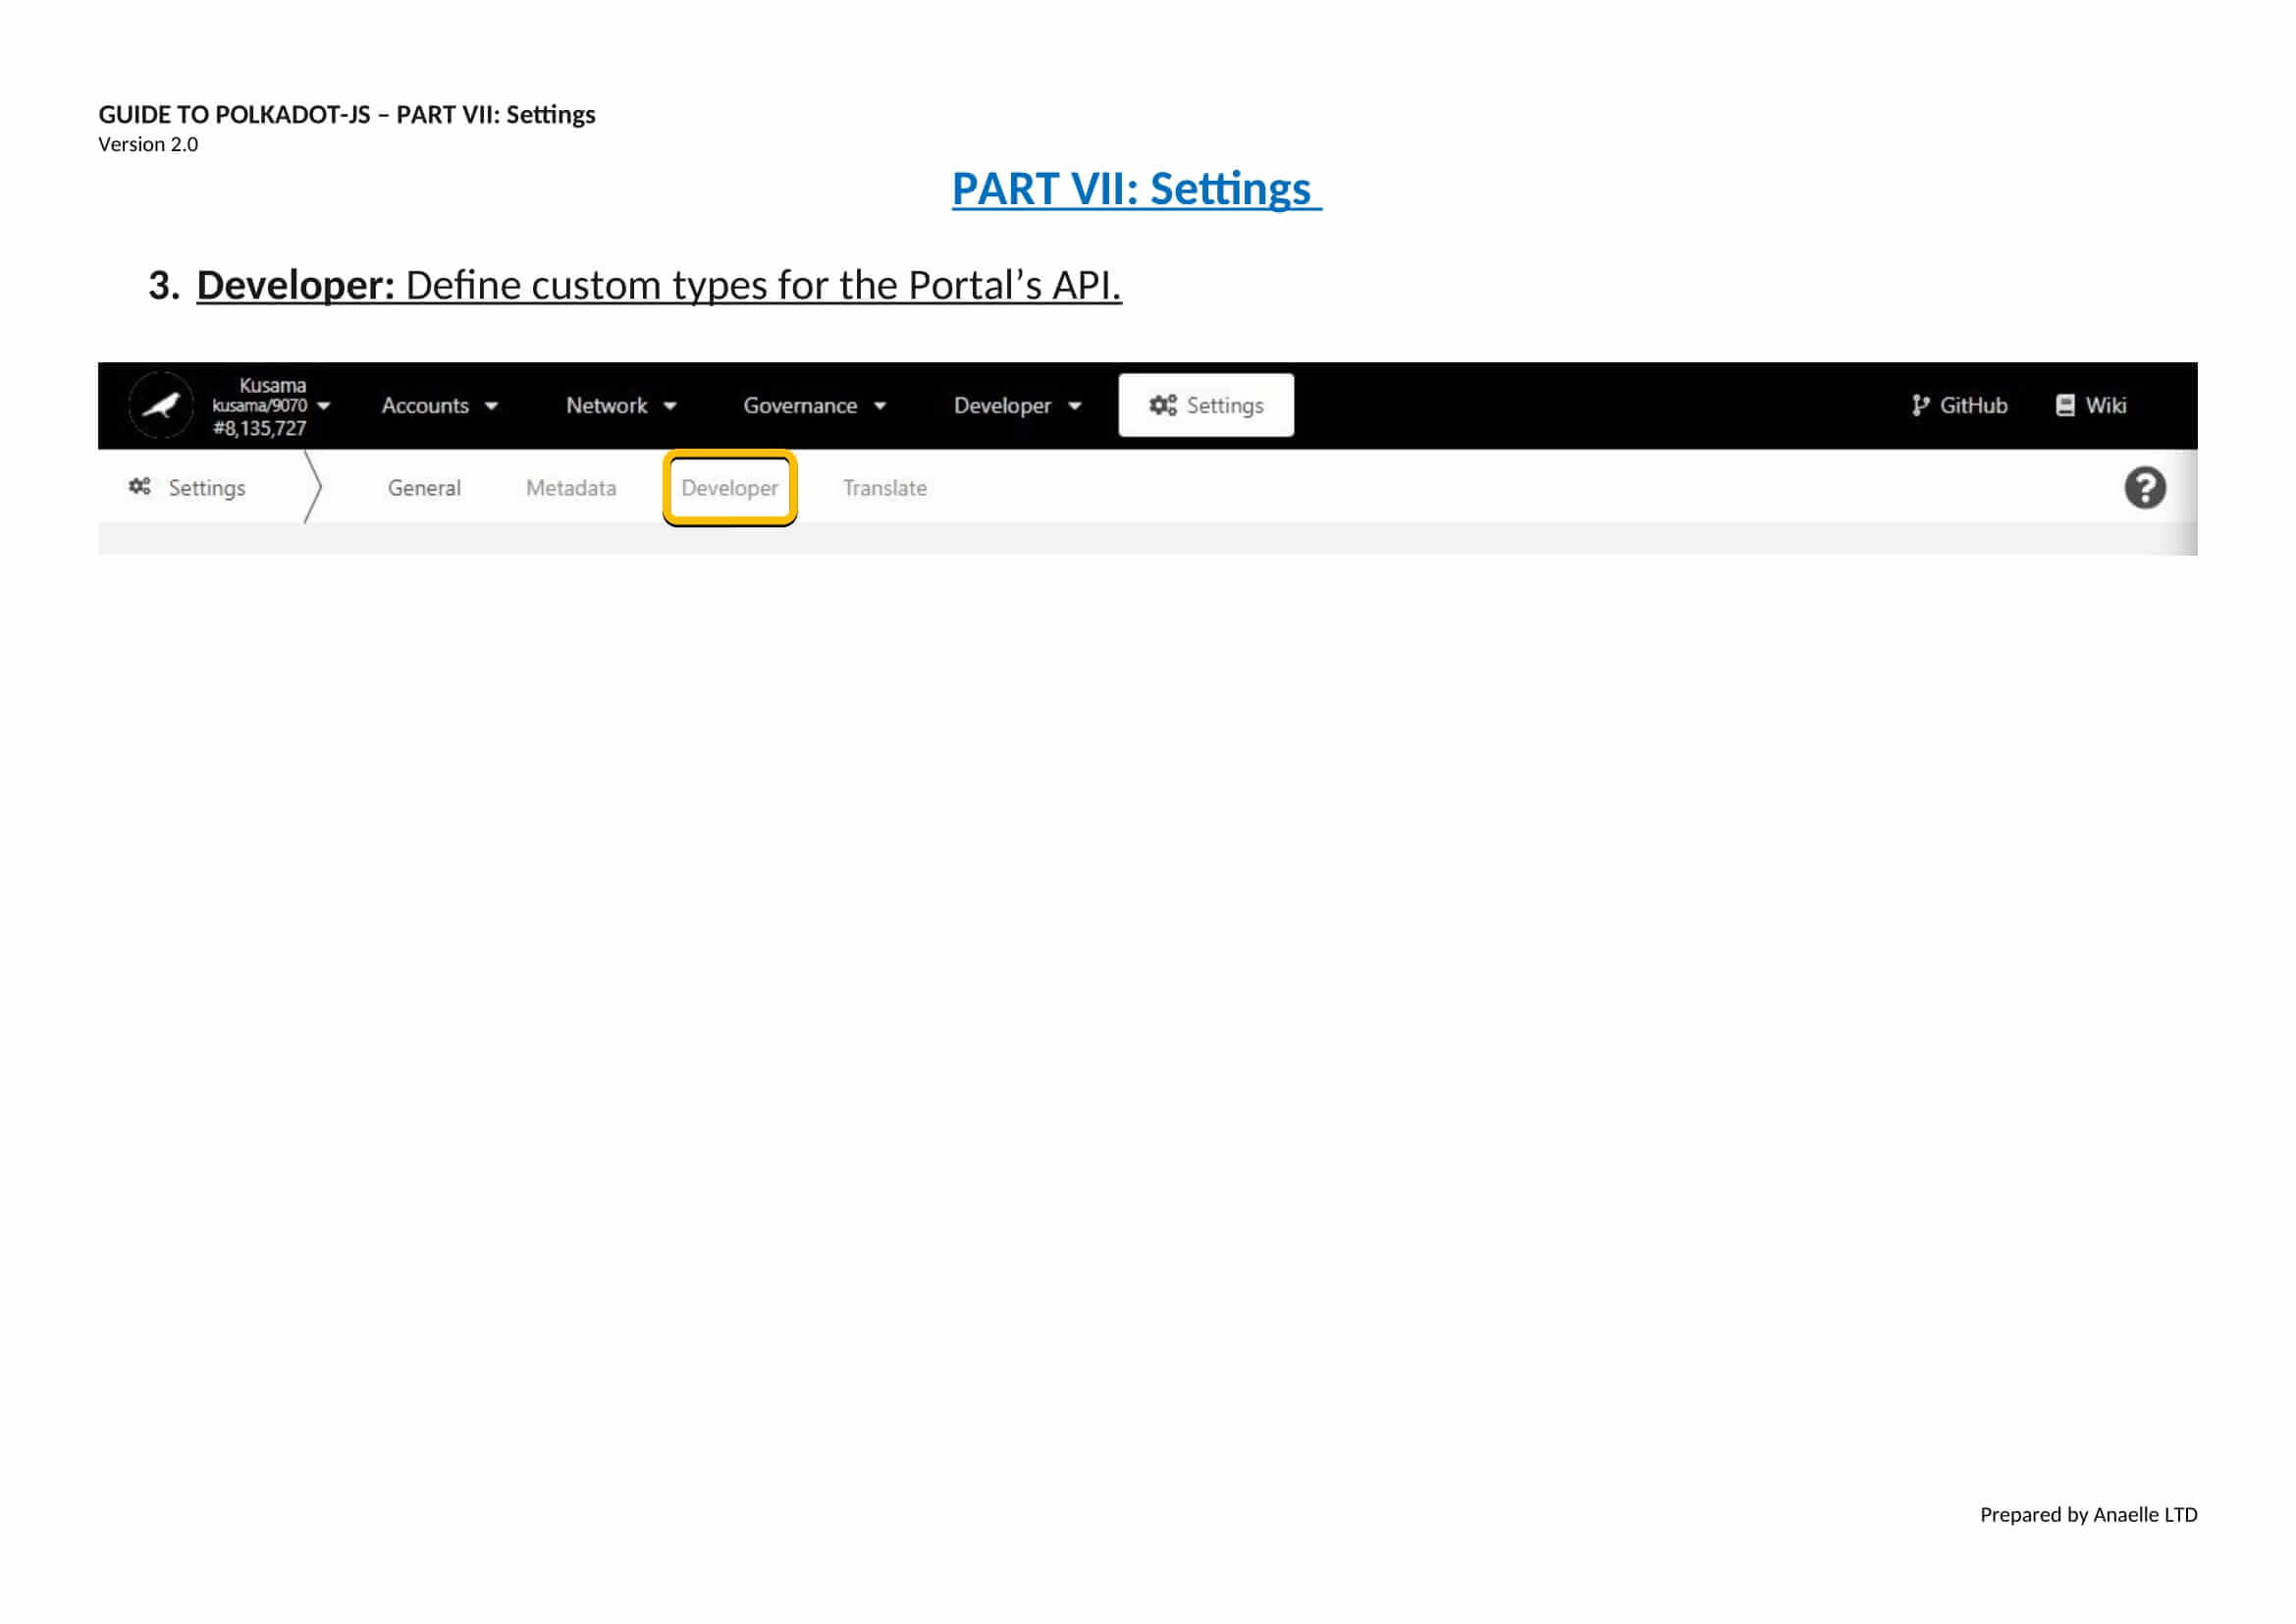 GUIDE TO POLKADOT-JS – PART VII: Settings
Version 2.0
PART VII: Settings
3. Developer: Define custom types for the Portal’s API.
Kusama
kusama/9070
#8,135,727
Accounts
Network
Governance
Developer
Settings
GitHub
Wiki
Settings
General
Metadata
Developer
Translate
?
Prepared by Anaelle LTD